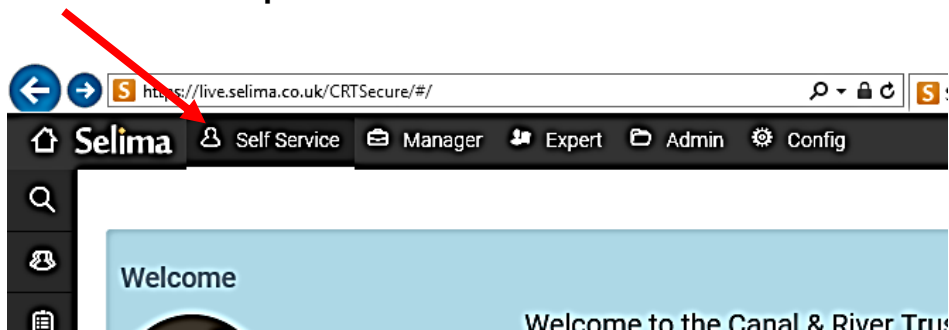 https://live.selima.co.uk/CRTSecure/#/
Selima Self Service Manager Expert Admin Config
Welcome
Welcome to the Canal & River